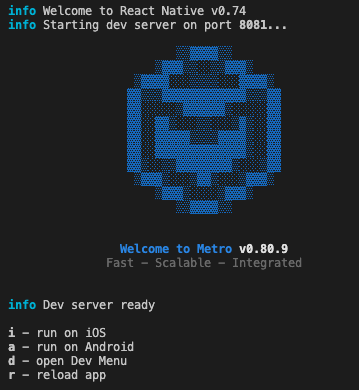 info Welcome to React Native v0.74
info Starting dev server on port 8081...
Welcome to Metro v0.80.9
Fast - Scalable - Integrated
info Dev server ready
i - run on iOS
a - run on Android
d - open Dev Menu
r - reload app